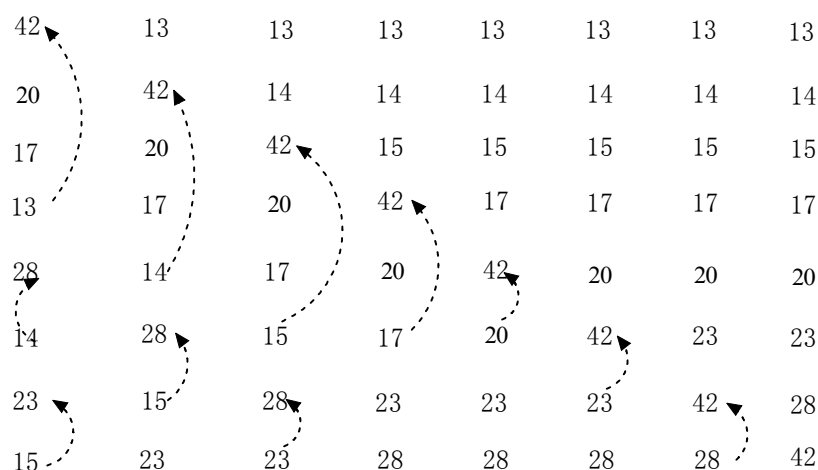 42 13 13 13 13 13 13 13
20 42 14 14 14 14 14 14
17 20 42 15 15 15 15 15
13 17 20 42 17 17 17 17
28 14 17 20 42 20 20 20
14 28 15 17 20 42 23 23
23 15 28 23 23 23 42 28
15 23 23 28 28 28 28 42